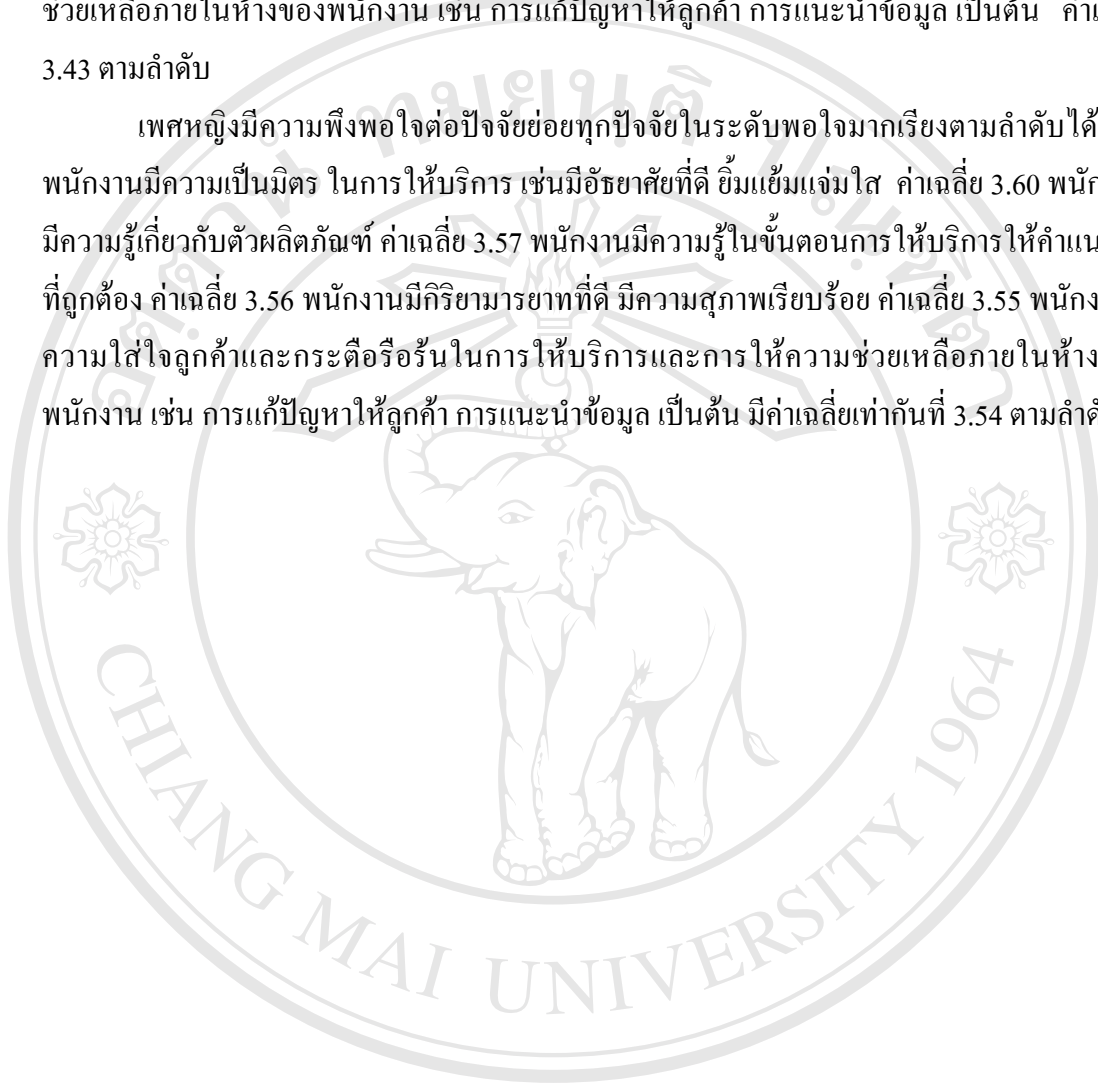 ช่วยเหลือภายในห้างของพนักงาน เช่น การแก้ปัญหาให้ลูกค้า การแนะนำข้อมูล เป็นต้น
3.43 ตามลำดับ
เพศหญิงมีความพึงพอใจต่อปัจจัยย่อยทุกปัจจัยในระดับพอใจมากเรียงตามลำดับได้
พนักงานมีความเป็นมิตร ในการให้บริการ เช่นมีอัธยาศัยที่ดี ยิ้มแย้มแจ่มใส ค่าเฉลี่ย 3.60
มีความรู้เกี่ยวกับตัวผลิตภัณฑ์ ค่าเฉลี่ย 3.57 พนักงานมีความรู้ในขั้นตอนการให้บริการให้
ที่ถูกต้อง ค่าเฉลี่ย 3.56 พนักงานมีกิริยามารยาทที่ดี มีความสุภาพเรียบร้อย ค่าเฉลี่ย 3.55
ความใส่ใจลูกค้าและกระตือรือร้นในการให้บริการและการให้ความช่วยเหลือภายในห้าง
พนักงาน เช่น การแก้ปัญหาให้ลูกค้า การแนะนำข้อมูล เป็นต้น มีค่าเฉลี่ยเท่ากันที่ 3.54
CHIANG MAI UNIVERSITY 1964